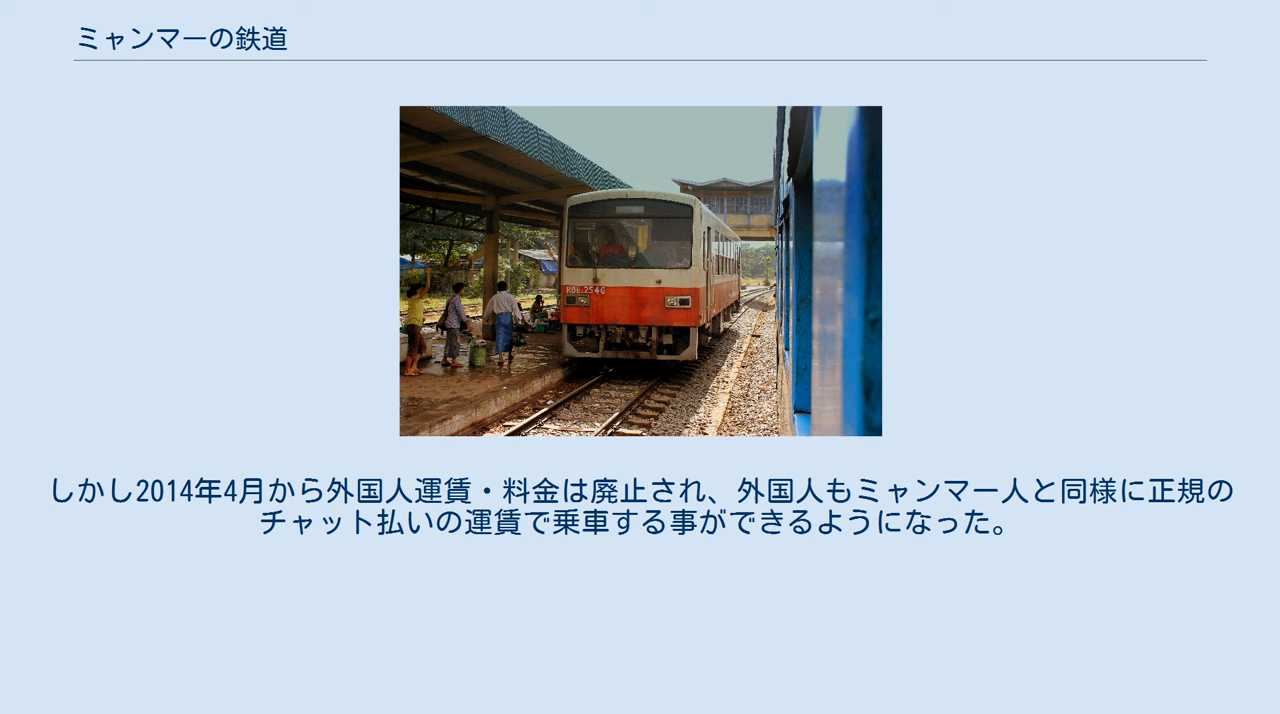 ミャンマーの鉄道
RBE.2546
しかし2014年4月から外国人運賃・料金は廃止され、外国人もミャンマー人と同様に正規の
チャット払いの運賃で乗車する事ができるようになった。